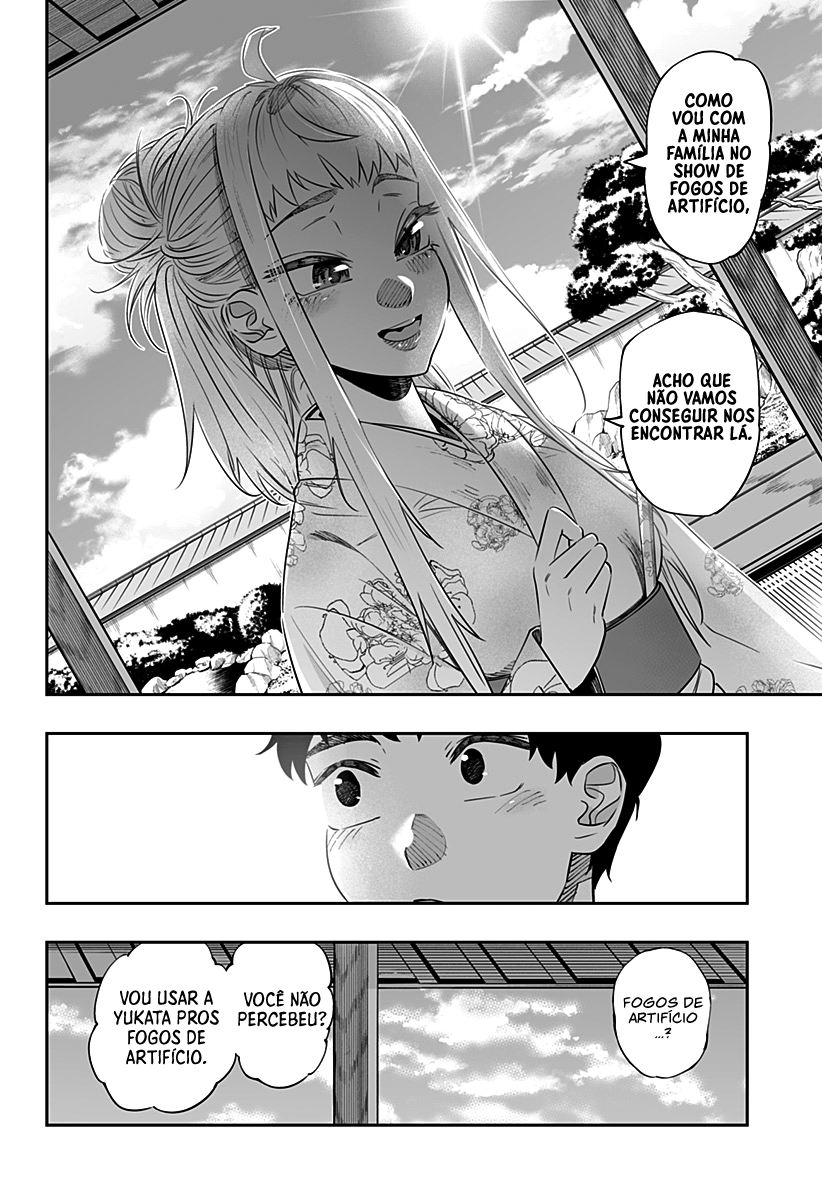 COMO
VOU COM
A MINHA
FAMÍLIA NO
SHOW DE
FOGOS DE
ARTIFÍCIO,
ACHO QUE
NÃO VAMOS
CONSEGUIR NOS
ENCONTRAR LÁ.
FOGOS DE
ARTIFÍCIO
...?
VOCÊ NÃO
PERCEBEU?
VOU USAR A
YUKATA PROS
FOGOS DE
ARTIFÍCIO.